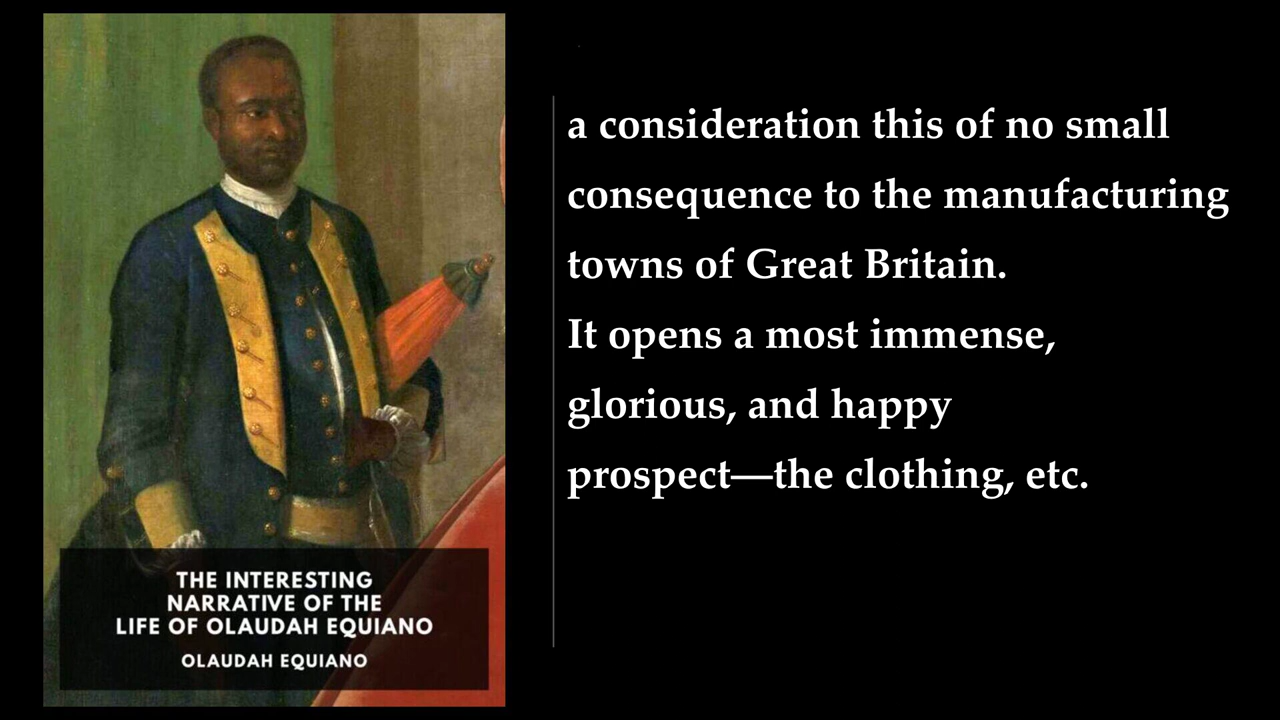 a consideration this of no small
consequence to the manufacturing
towns of Great Britain.
It opens a most immense,
glorious, and happy
prospect—the clothing, etc.
THE INTERESTING
NARRATIVE OF THE
LIFE OF OLAUDAH EQUIANO
OLAUDAH EQUIANO